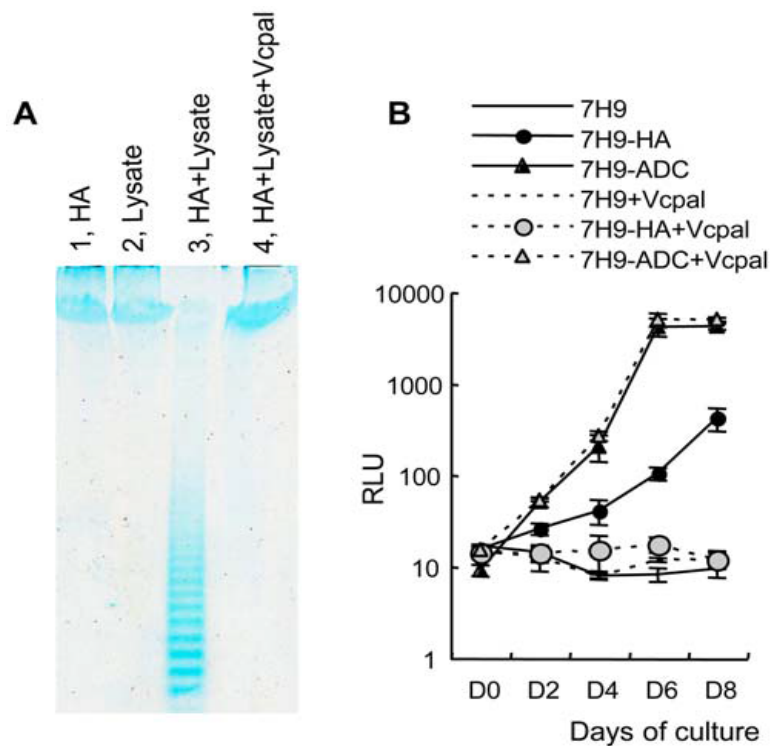 A
1, HA
2, Lysate
3, HA+Lysate
4, HA+Lysate+Vcpal
B
7H9
7H9-HA
7H9-ADC
7H9+Vcpal
7H9-HA+Vcpal
7H9-ADC+Vcpal
10000
1000
100
10
1
RLU
D0 D2 D4 D6 D8
Days of culture